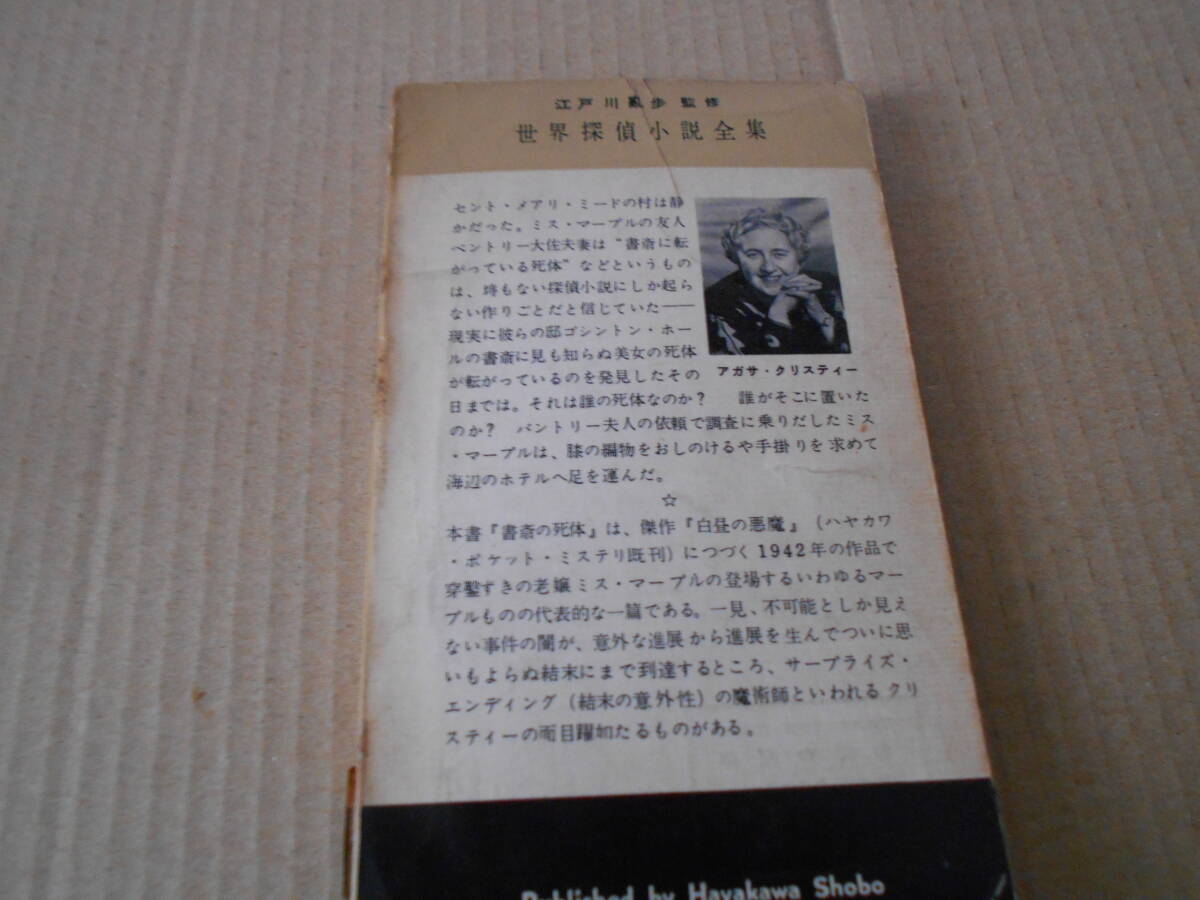 江戸川亂歩監修
世界探偵小説全集
セント・メアリ・ミードの村は静
かだった。ミス・マープルの友人
ベントリー大佐夫妻は“書斎に転
がっている死体”などというもの
は、埓もない探偵小説にしか起ら
ない作りごとだと信じていた――
現実に彼らの邸ゴシントン・ホー
ルの書斎に見も知らぬ美女の死体
が転がっているのを発見したその
アガサ・クリスティー
日までは。それは誰の死体なのか？　誰がそこに置いた
のか？　バントリー夫人の依頼で調査に乗りだしたミス
・マープルは、膝の編物をおしのけるや手掛りを求めて
海辺のホテルへ足を運んだ。
☆
本書『書斎の死体』は、傑作『白昼の悪魔』（ハヤカワ
・ポケット・ミステリ既刊）につづく1942年の作品で
穿鑿すきの老嬢ミス・マープルの登場するいわゆるマー
プルものの代表的な一篇である。一見、不可能としか見え
ない事件の闇が、意外な進展から進展を生んでついに思
いもよらぬ結末にまで到達するところ、サープライズ・
エンディング（結末の意外性）の魔術師といわれるクリ
スティーの面目躍如たるものがある。
Published by Hayakawa Shobo